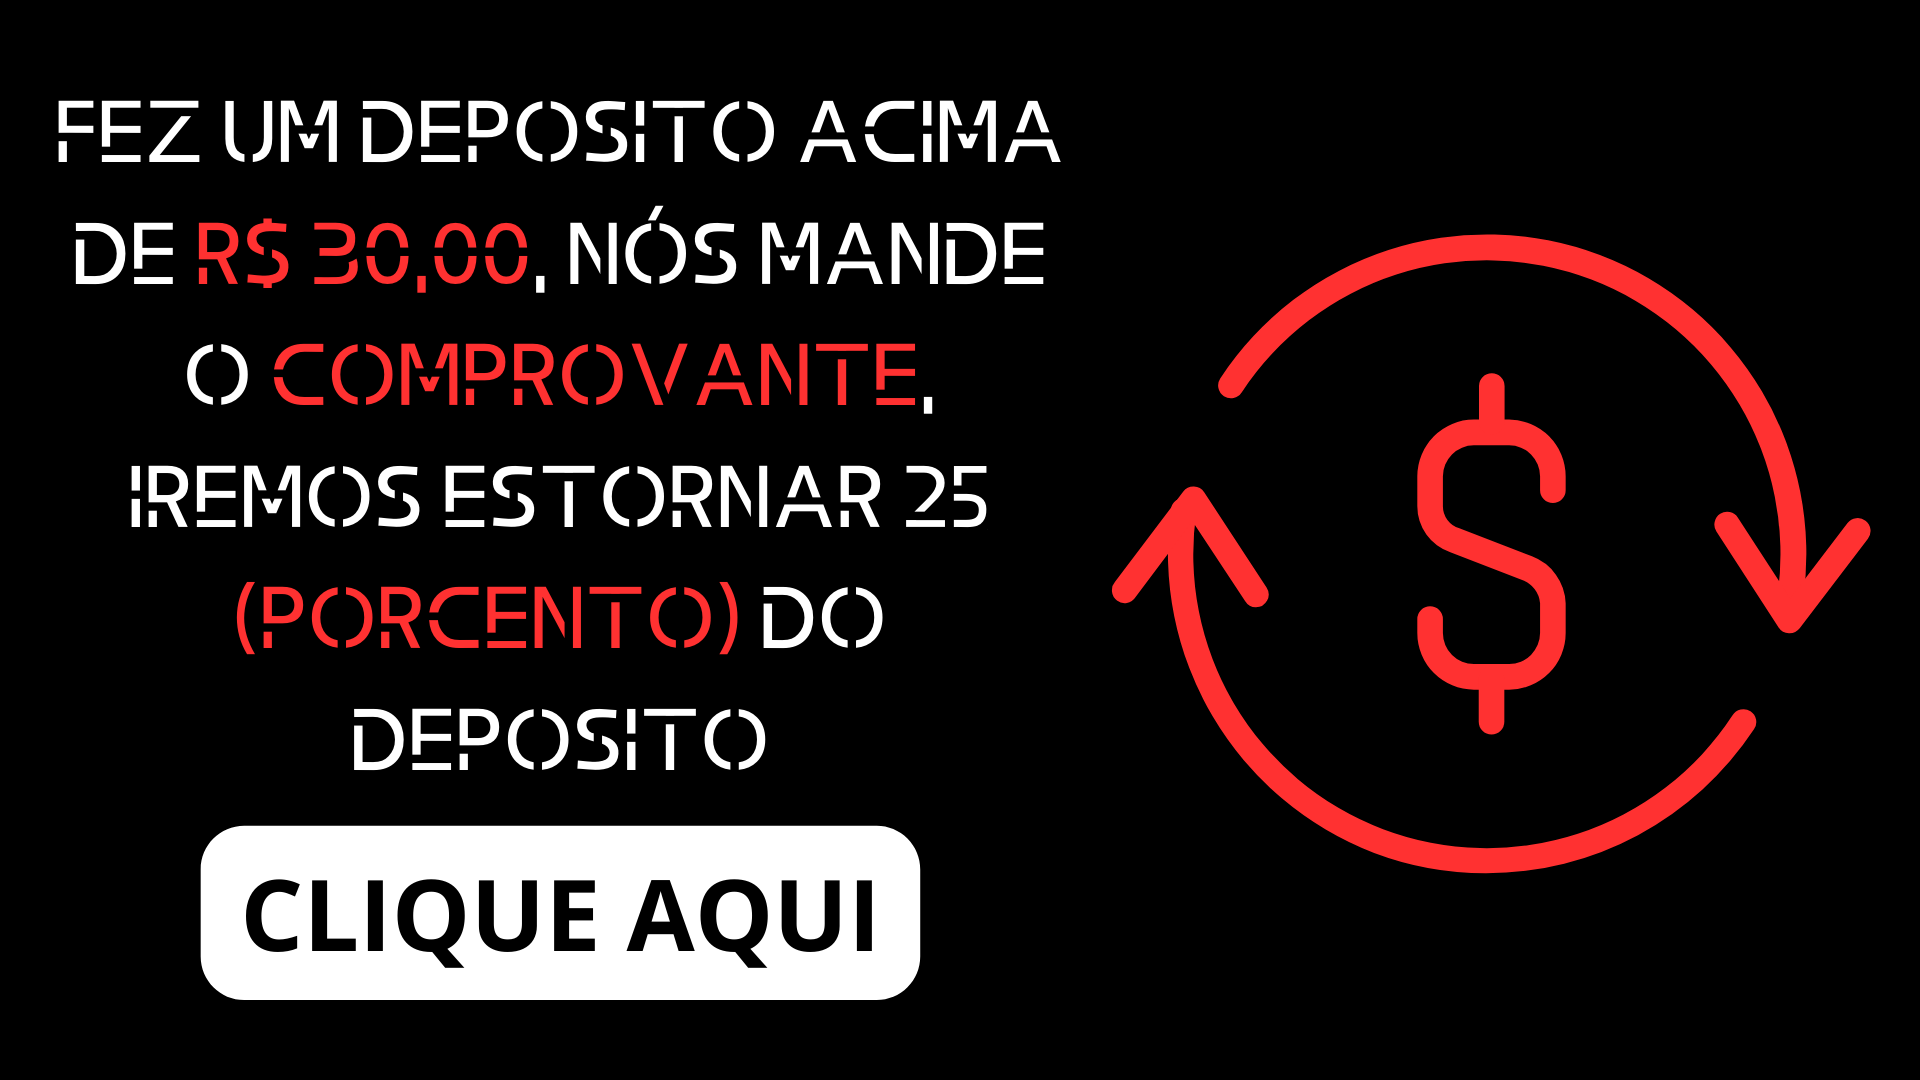 FEZ UM DEPOSITO ACIMA
DE R$ 30,00, NÓS MANDE
O COMPROVANTE,
IREMOS ESTORNAR 25
(PORCENTO) DO
DEPOSITO
CLIQUE AQUI
$